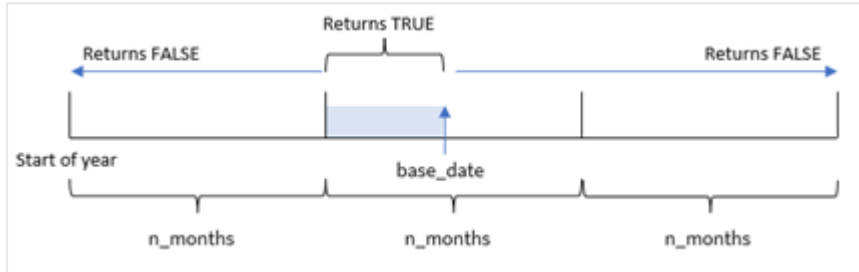 Returns TRUE
Returns FALSE
Returns FALSE
Start of year
base_date
n_months
n_months
n_months